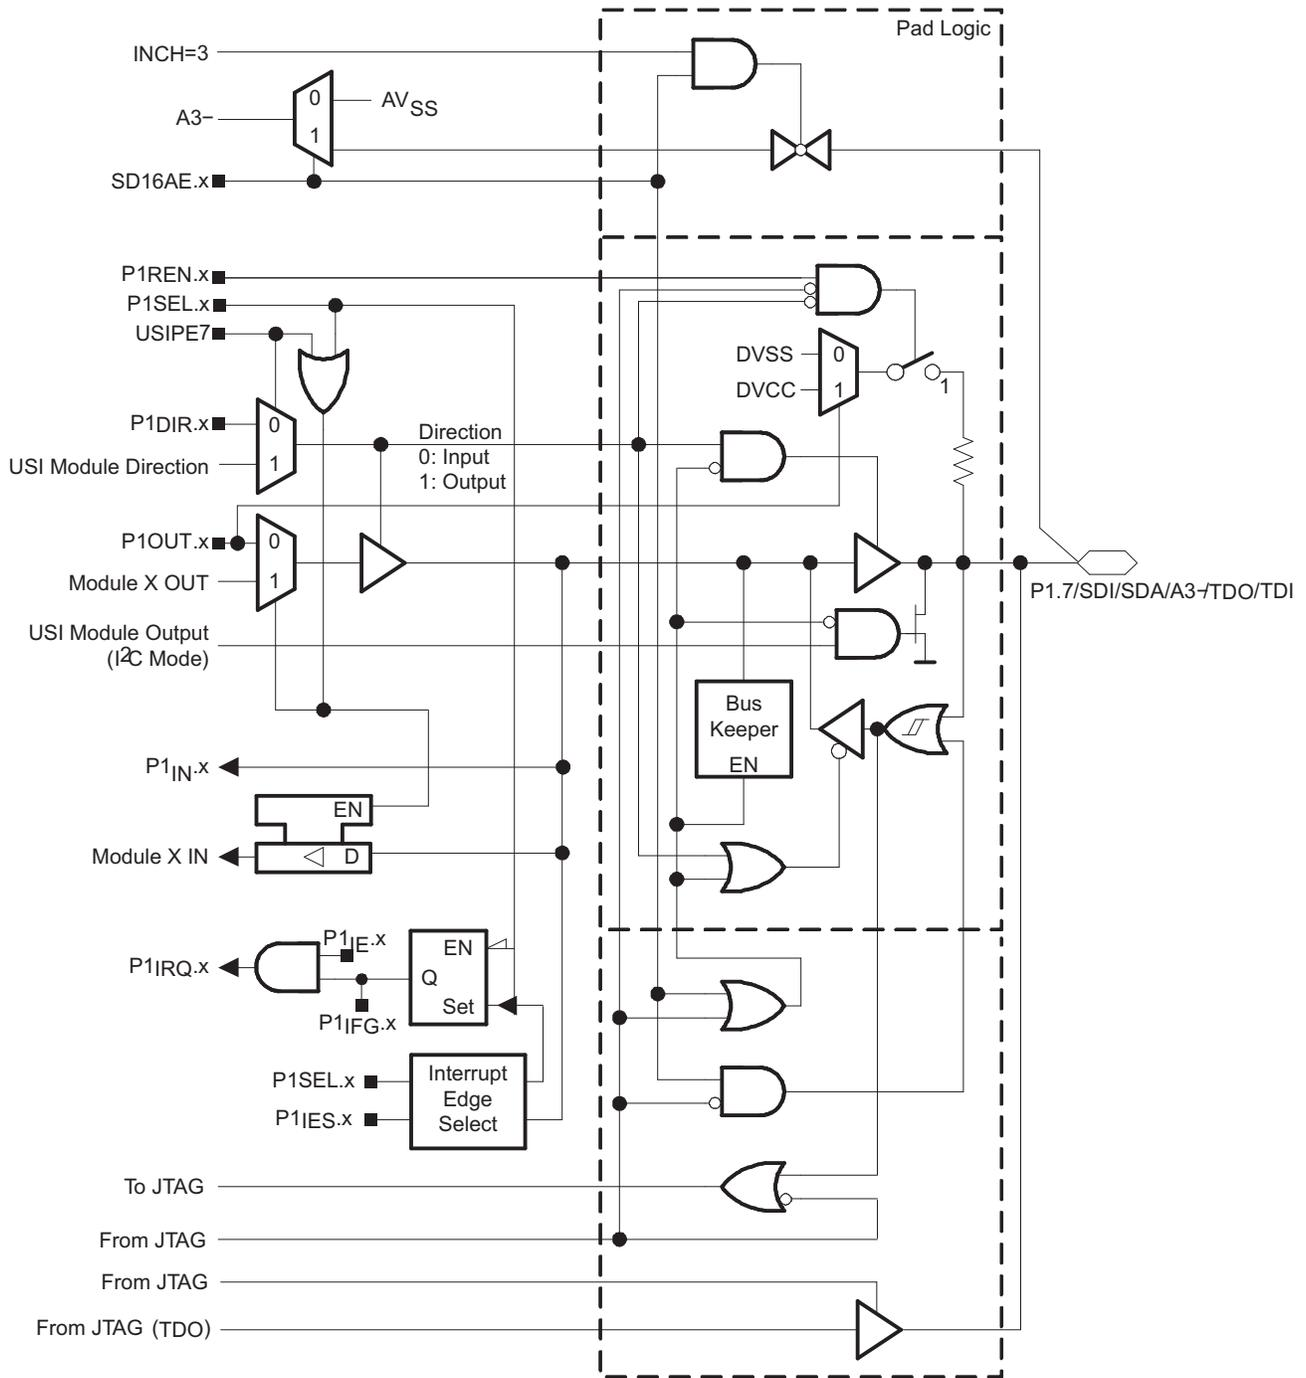 Pad Logic
INCH=3
0
AVSS
A3−
1
SD16AE.x
P1REN.x
P1SEL.x
USIPE7
DVSS
0
DVCC
1
1
P1DIR.x
0
Direction
0: Input
1: Output
USI Module Direction
1
P1OUT.x
0
Module X OUT
1
P1.7/SDI/SDA/A3−/TDO/TDI
USI Module Output
(I2C Mode)
Bus
Keeper
EN
P1IN.x
EN
Module X IN
D
P1IE.x
P1IRQ.x
EN
Q
Set
P1IFG.x
P1SEL.x
Interrupt
Edge
Select
P1IES.x
To JTAG
From JTAG
From JTAG
From JTAG (TDO)